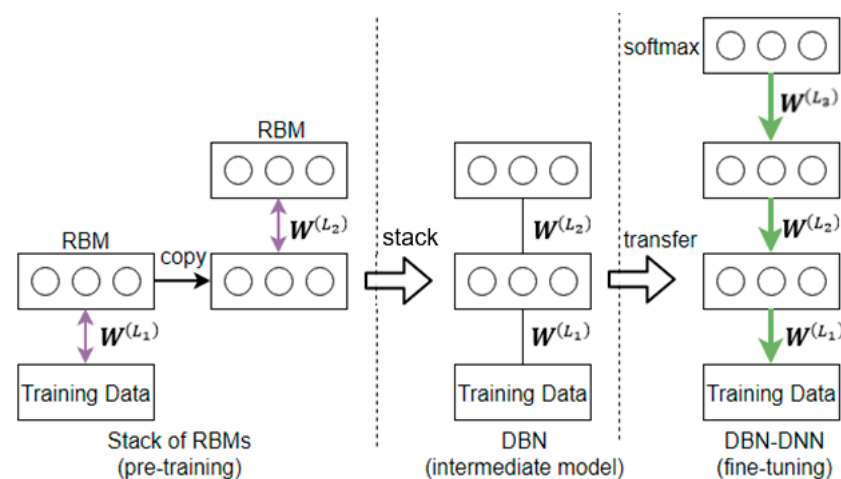 RBM
W^(L₂)
RBM
copy
W^(L₁)
Training Data
Stack of RBMs
(pre-training)
stack
W^(L₂)
W^(L₁)
Training Data
DBN
(intermediate model)
transfer
softmax
W^(L₃)
W^(L₂)
W^(L₁)
Training Data
DBN-DNN
(fine-tuning)